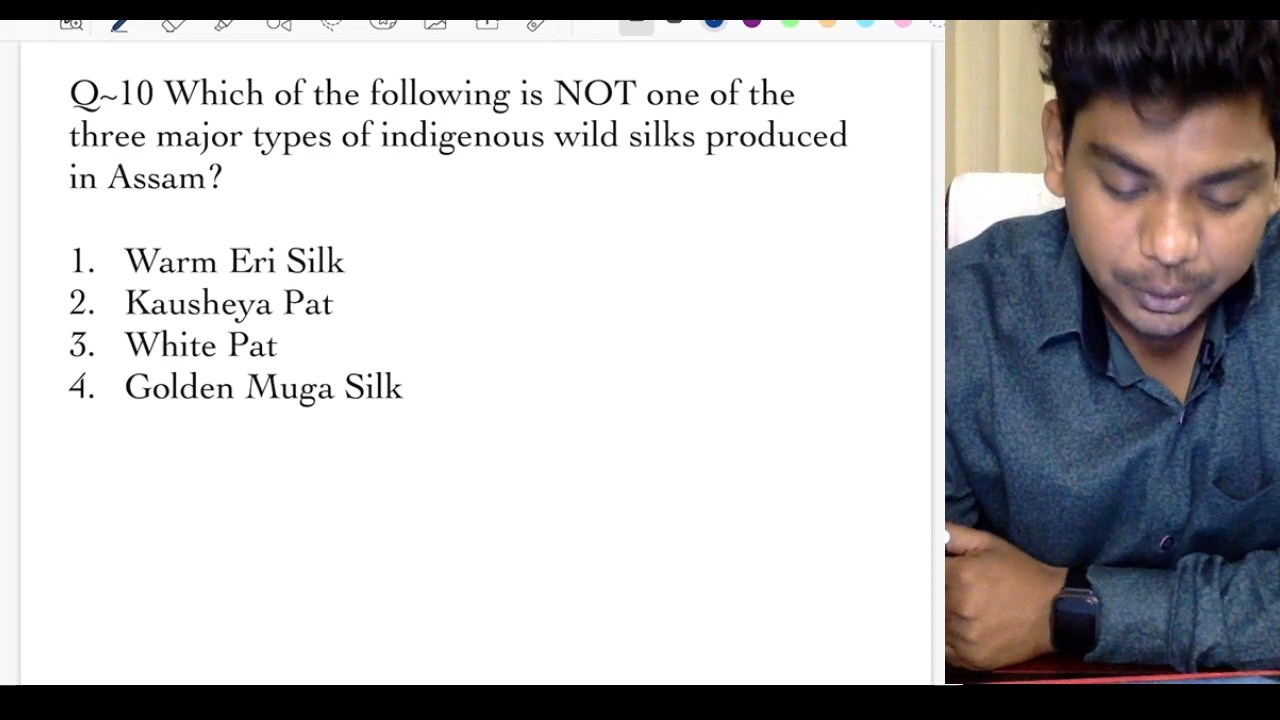 Q~10 Which of the following is NOT one of the
three major types of indigenous wild silks produced
in Assam?
1. Warm Eri Silk
2. Kausheya Pat
3. White Pat
4. Golden Muga Silk